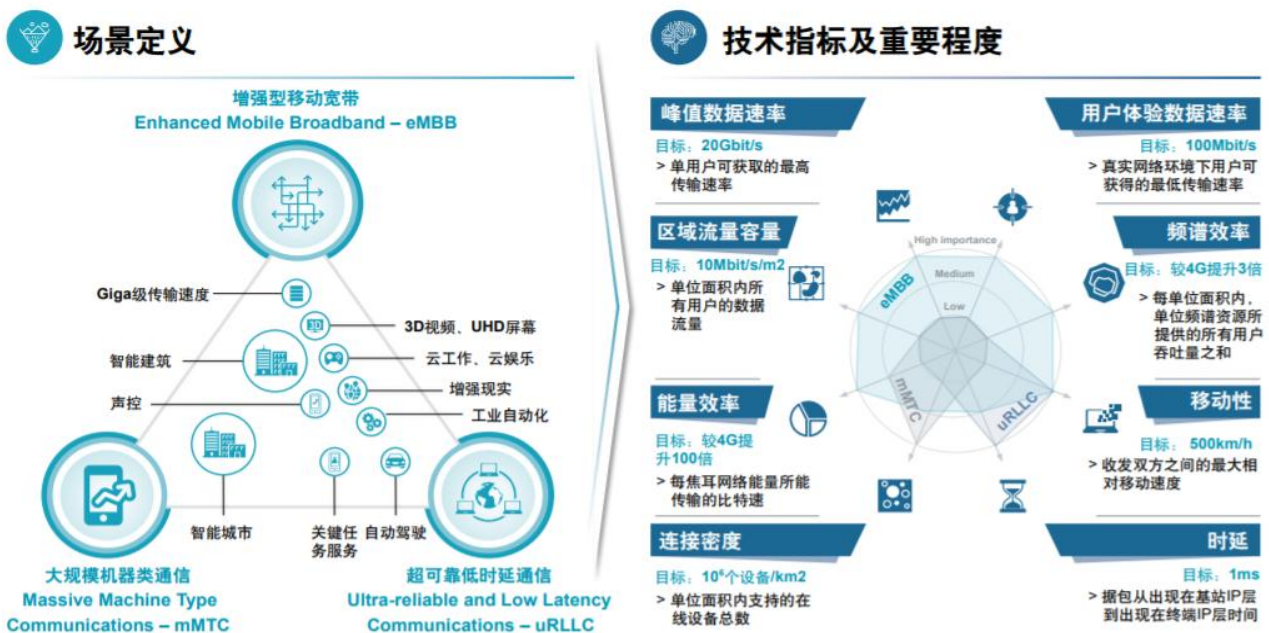 场景定义
增强型移动宽带
Enhanced Mobile Broadband – eMBB
Giga级传输速度
3D
3D视频、UHD屏幕
智能建筑
云工作、云娱乐
增强现实
声控
工业自动化
智能城市
关键任
务服务
自动驾驶
大规模机器类通信
Massive Machine Type
Communications – mMTC
超可靠低时延通信
Ultra-reliable and Low Latency
Communications – uRLLC
技术指标及重要程度
峰值数据速率
目标：20Gbit/s
> 单用户可获取的最高
传输速率
用户体验数据速率
目标：100Mbit/s
> 真实网络环境下用户可
获得的最低传输速率
区域流量容量
目标：10Mbit/s/m2
> 单位面积内所
有用户的数据
流量
频谱效率
目标：较4G提升3倍
> 每单位面积内，
单位频谱资源所
提供的所有用户
吞吐量之和
High importance
Medium
Low
eMBB
mMTC
uRLLC
能量效率
目标：较4G提
升100倍
> 每焦耳网络能量所能
传输的比特速
移动性
目标：500km/h
> 收发双方之间的最大相
对移动速度
连接密度
目标：10⁶个设备/km2
> 单位面积内支持的在
线设备总数
时延
目标：1ms
> 据包从出现在基站IP层
到出现在终端IP层时间